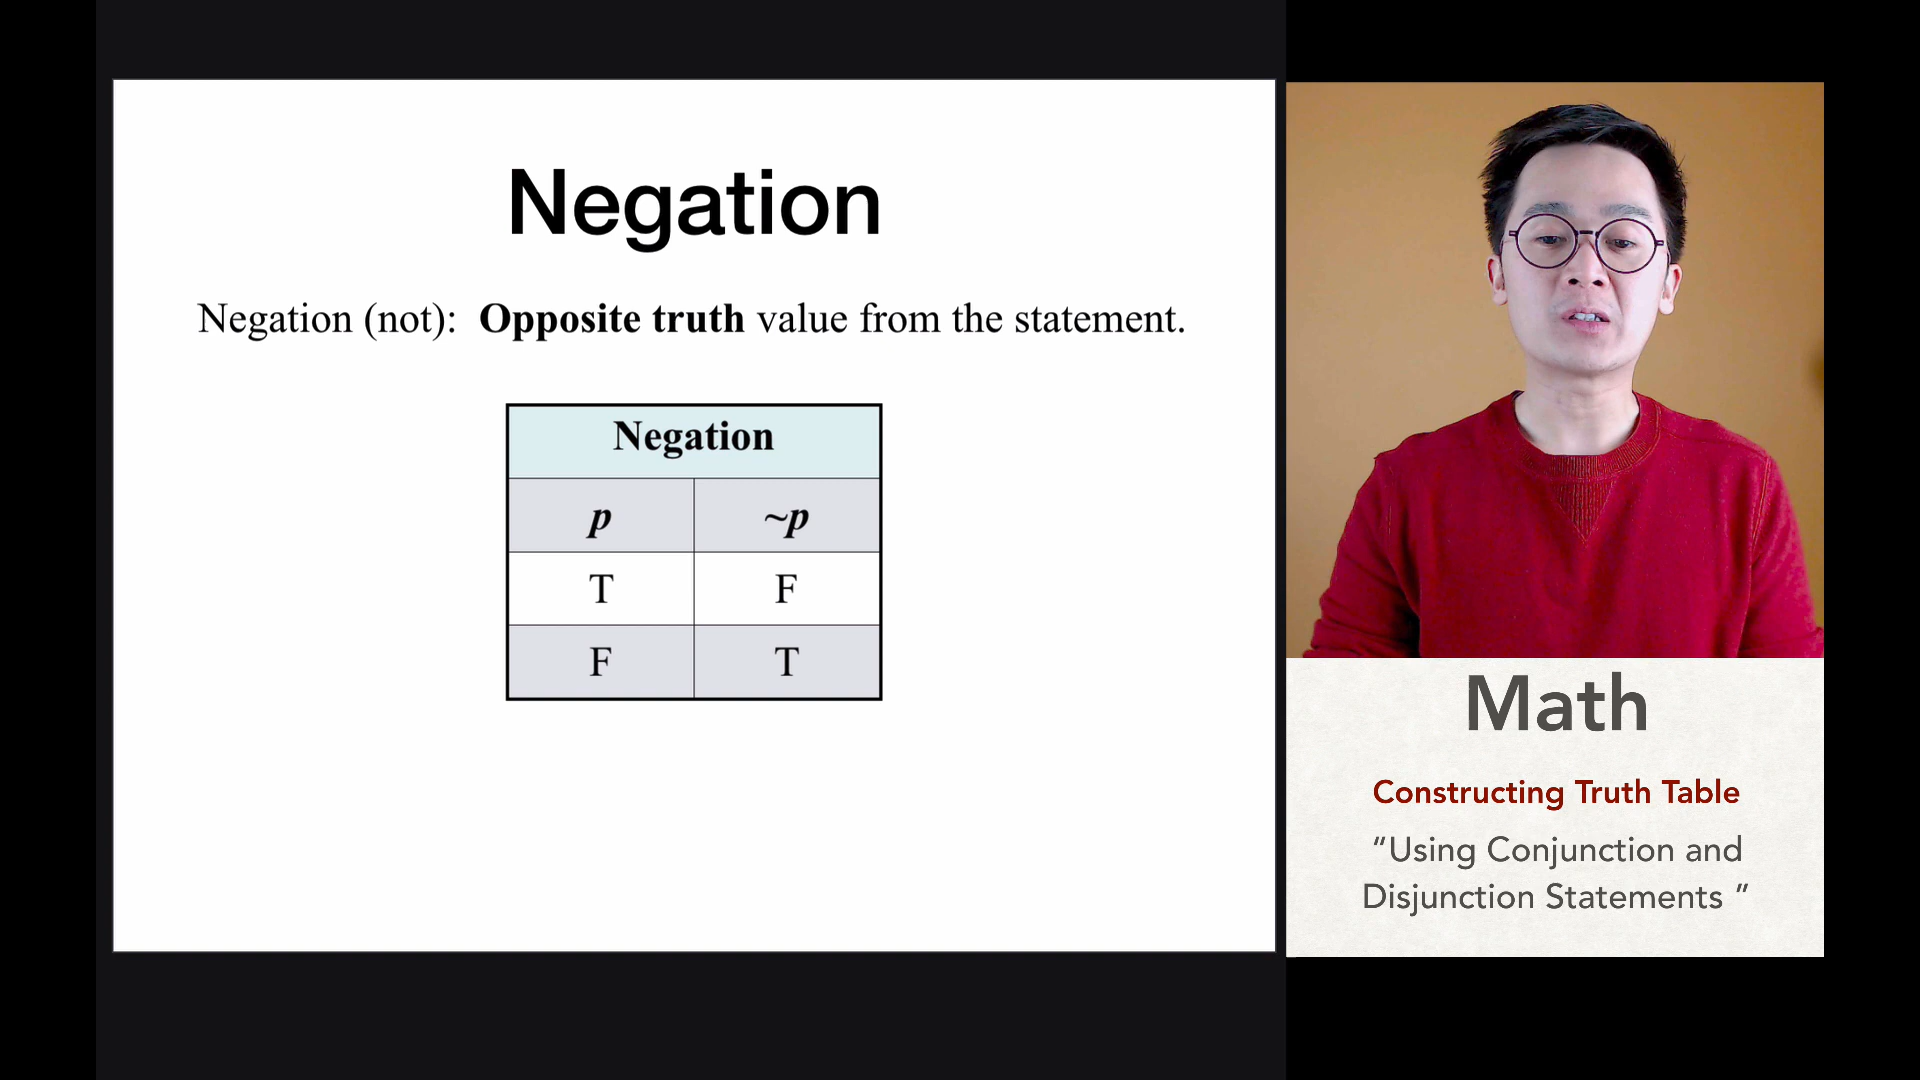 Negation
Negation (not): Opposite truth value from the statement.
Negation
p ~p
T F
F T
Math
Constructing Truth Table
“Using Conjunction and
Disjunction Statements ”